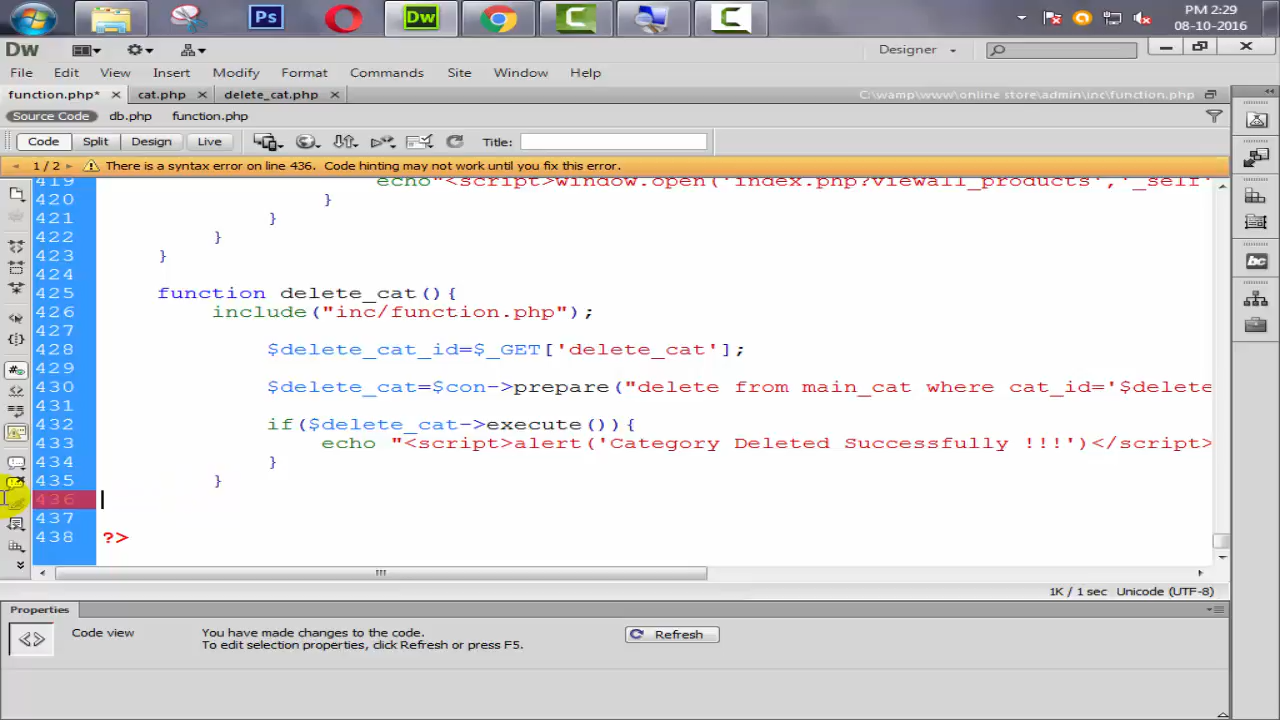 Ps
Dw
PM 2:29
08-10-2016
Dw
Designer
File Edit View Insert Modify Format Commands Site Window Help
function.php* cat.php delete_cat.php C:\wamp\www\online store\admin\inc\function.php
Source Code db.php function.php
Code Split Design Live Title:
1 / 2 There is a syntax error on line 436. Code hinting may not work until you fix this error.
419 echo"<script>window.open('index.php?viewall_products','_self'
420 }
421 }
422 }
423 }
424
425 function delete_cat(){
426 include("inc/function.php");
427
428 $delete_cat_id=$_GET['delete_cat'];
429
430 $delete_cat=$con->prepare("delete from main_cat where cat_id='$delete
431
432 if($delete_cat->execute()){
433 echo "<script>alert('Category Deleted Successfully !!!')</script>
434 }
435 }
436
437
438 ?>
1K / 1 sec Unicode (UTF-8)
Properties
Code view
You have made changes to the code.
To edit selection properties, click Refresh or press F5.
Refresh
bc